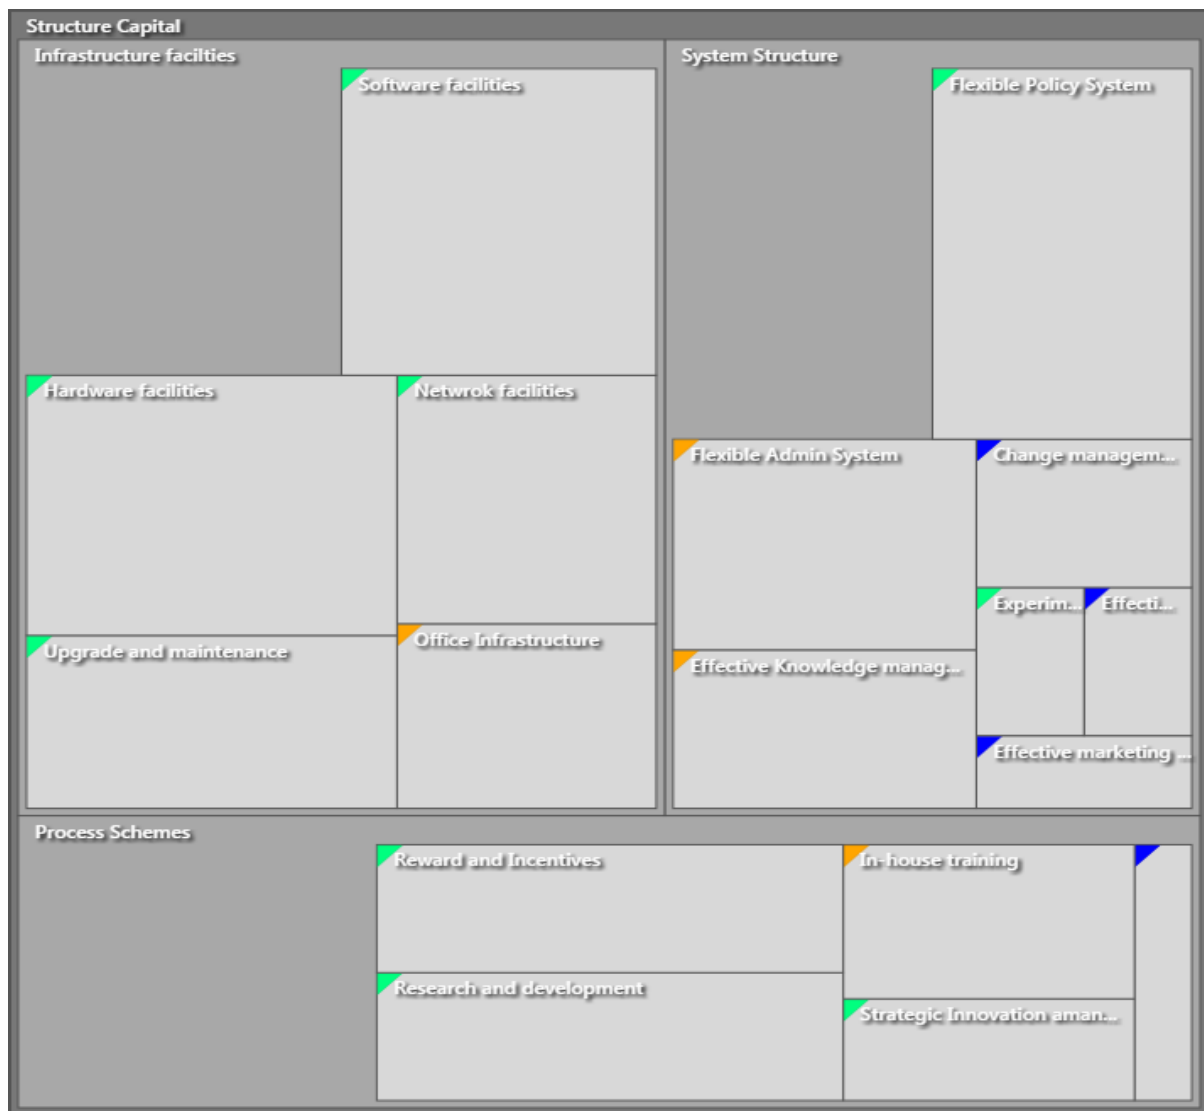 Structure Capital
Infrastructure facilties
Software facilities
Hardware facilities
Netwrok facilities
Upgrade and maintenance
Office Infrastructure
System Structure
Flexible Policy System
Flexible Admin System
Change managem...
Experim...
Effecti...
Effective Knowledge manag...
Effective marketing ...
Process Schemes
Reward and Incentives
In-house training
Research and development
Strategic Innovation aman...